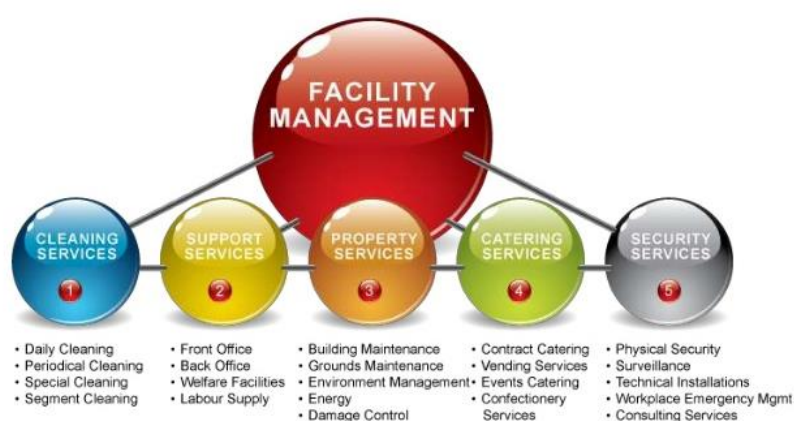 FACILITY
MANAGEMENT
CLEANING
SERVICES
1
SUPPORT
SERVICES
2
PROPERTY
SERVICES
3
CATERING
SERVICES
4
SECURITY
SERVICES
5
• Daily Cleaning
• Periodical Cleaning
• Special Cleaning
• Segment Cleaning
• Front Office
• Back Office
• Welfare Facilities
• Labour Supply
• Building Maintenance
• Grounds Maintenance
• Environment Management
• Energy
• Damage Control
• Contract Catering
• Vending Services
• Events Catering
• Confectionery
Services
• Physical Security
• Surveillance
• Technical Installations
• Workplace Emergency Mgmt
• Consulting Services